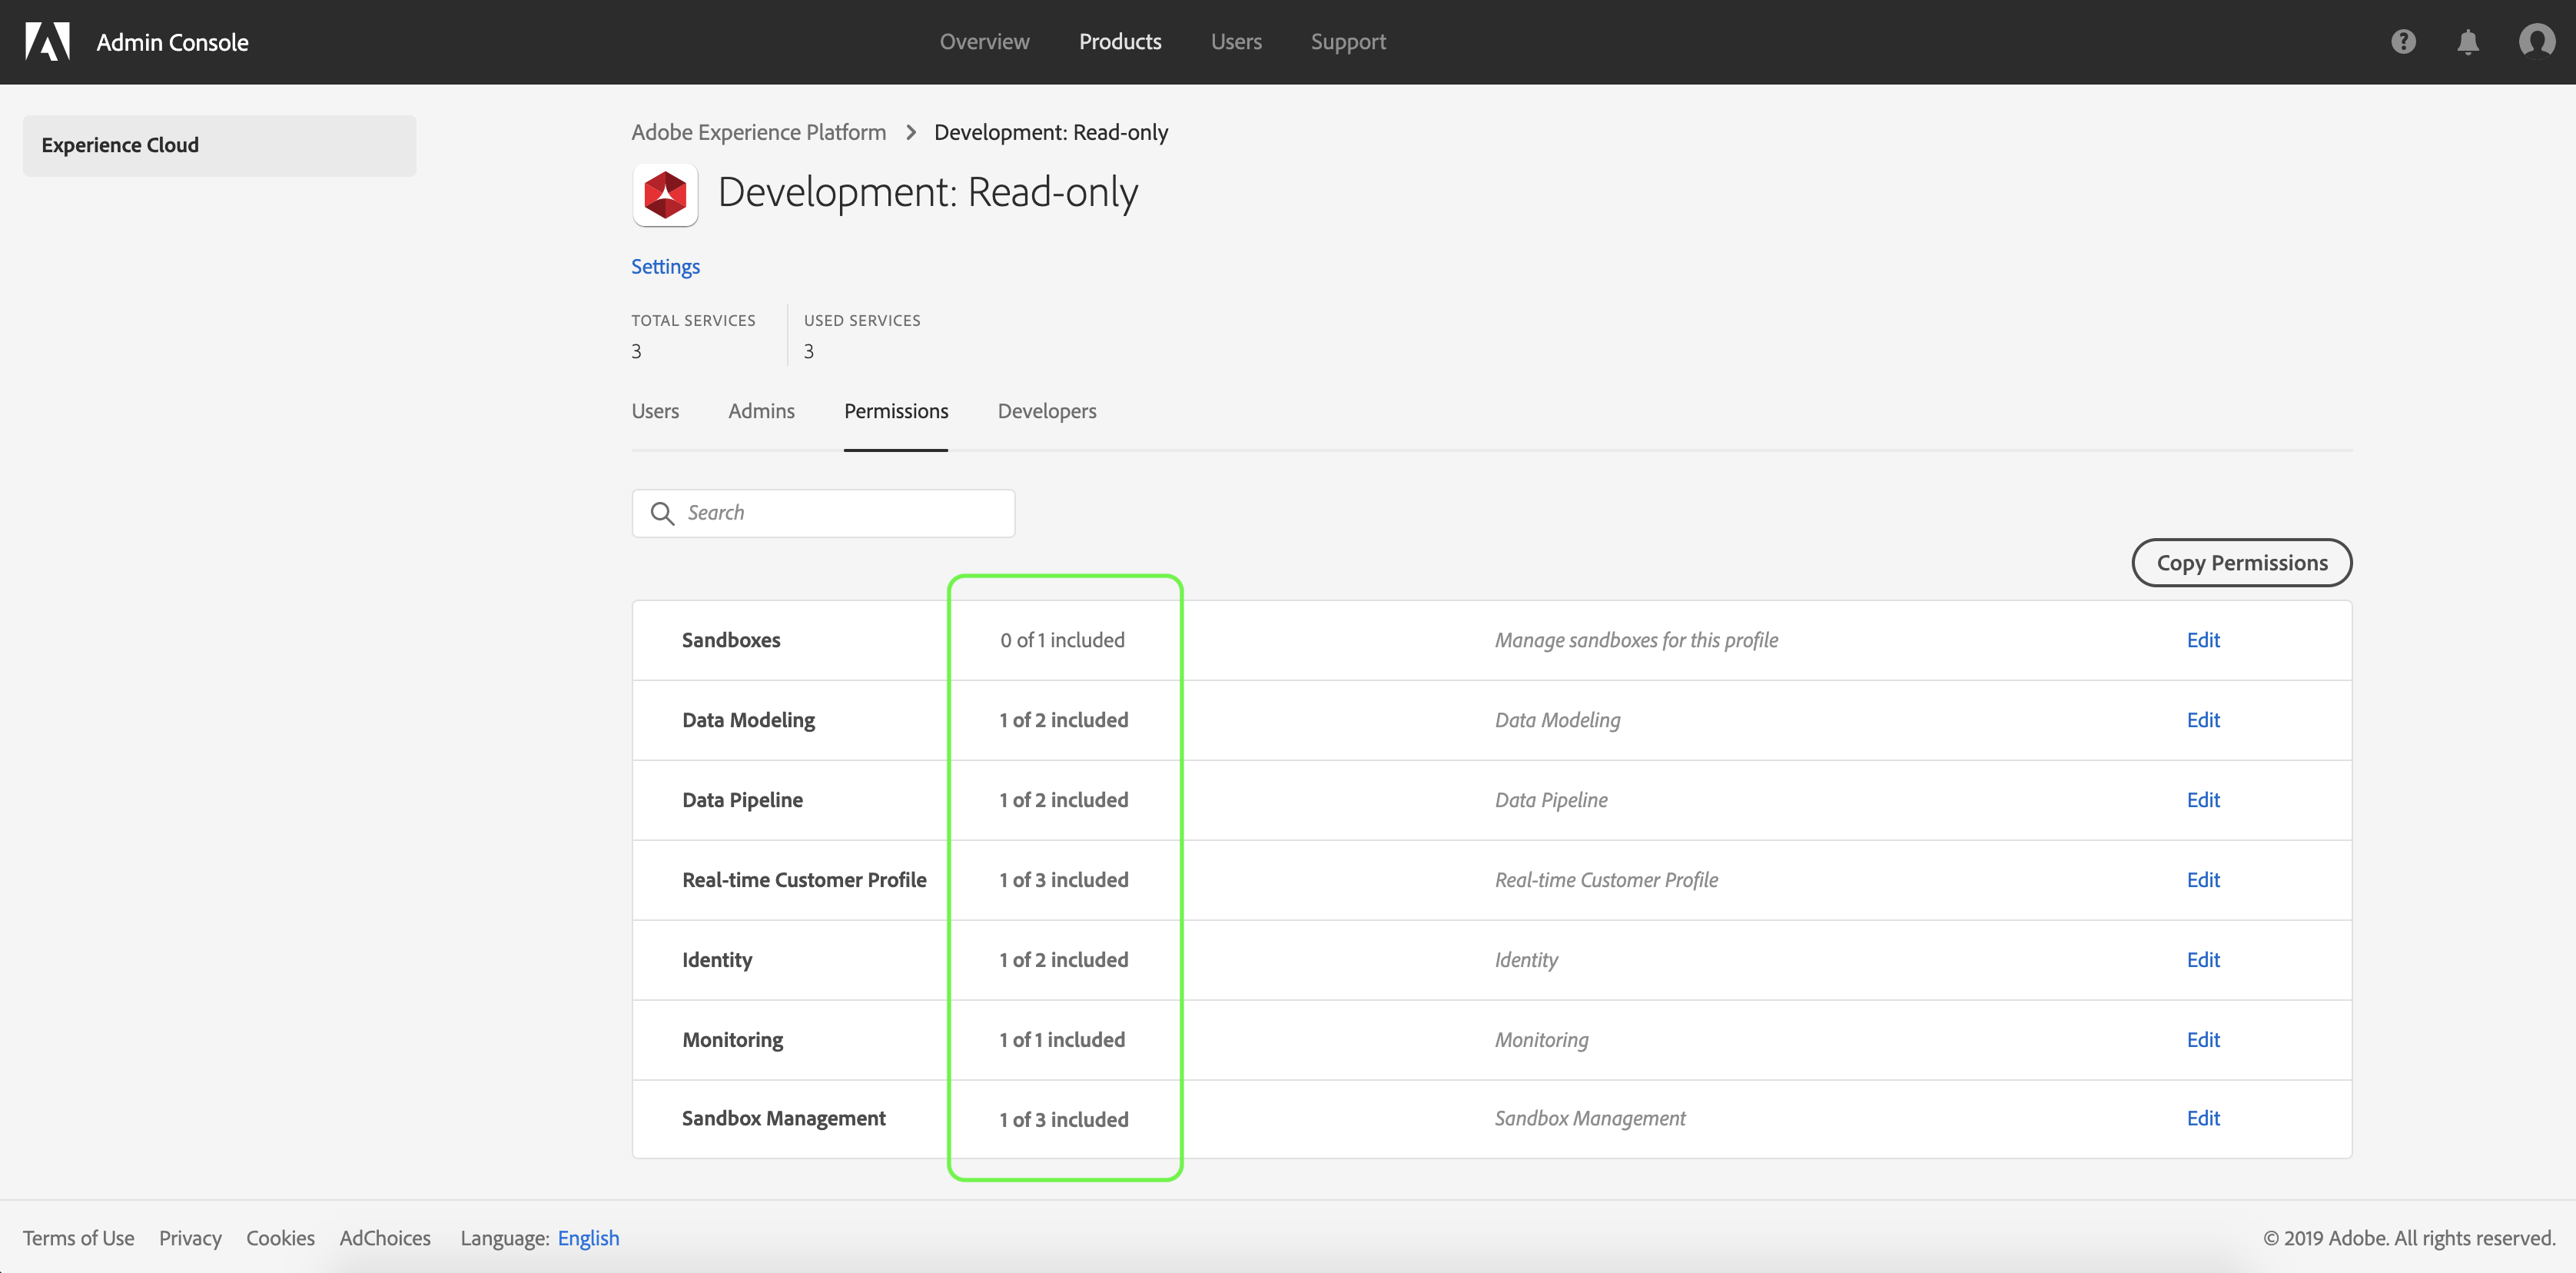 Admin Console
Overview Products Users Support
?
Experience Cloud
Adobe Experience Platform > Development: Read-only
Development: Read-only
Settings
TOTAL SERVICES USED SERVICES
3 3
Users Admins Permissions Developers
Search
Copy Permissions
Sandboxes 0 of 1 included Manage sandboxes for this profile Edit
Data Modeling 1 of 2 included Data Modeling Edit
Data Pipeline 1 of 2 included Data Pipeline Edit
Real-time Customer Profile 1 of 3 included Real-time Customer Profile Edit
Identity 1 of 2 included Identity Edit
Monitoring 1 of 1 included Monitoring Edit
Sandbox Management 1 of 3 included Sandbox Management Edit
Terms of Use Privacy Cookies AdChoices Language: English © 2019 Adobe. All rights reserved.